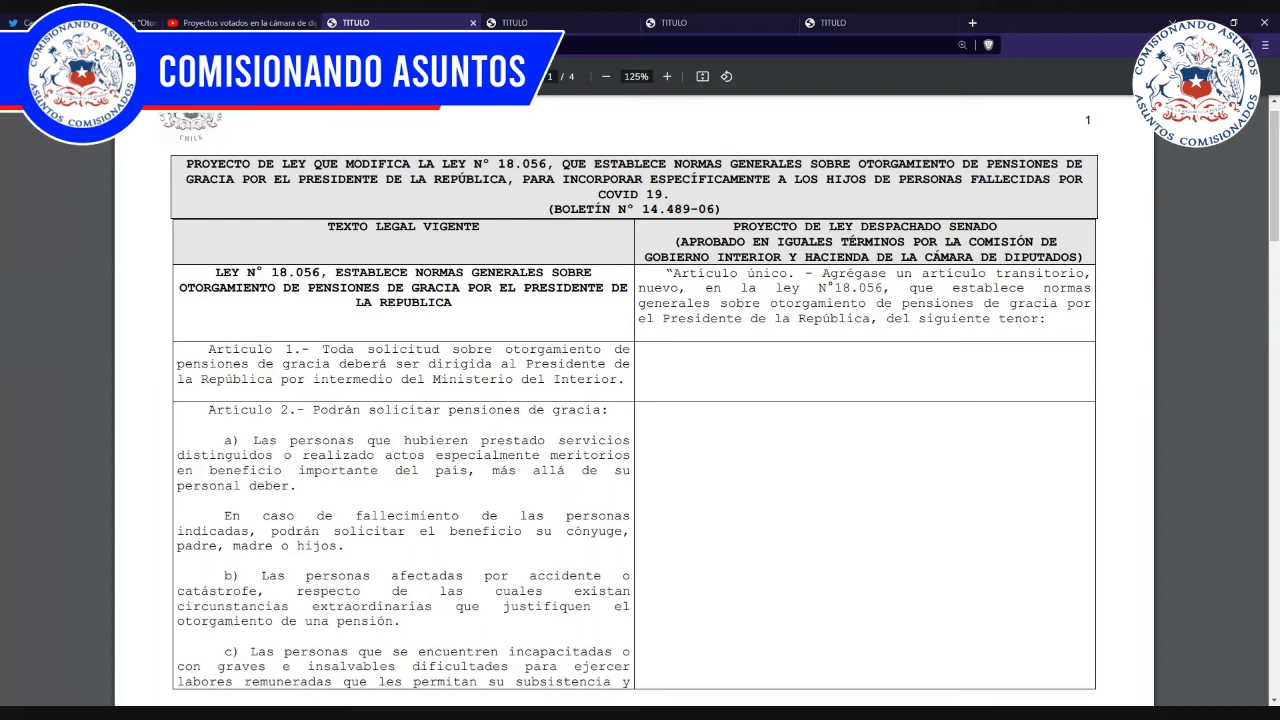 Proyectos votados en la cámara de di
TITULO
TITULO
TITULO
TITULO
COMISIONANDO ASUNTOS
ASUNTOS COMISIONADOS
COMISIONANDO ASUNTOS
1 / 4
125%
COMISIONANDO ASUNTOS
ASUNTOS COMISIONADOS
CHILE
1
PROYECTO DE LEY QUE MODIFICA LA LEY N° 18.056, QUE ESTABLECE NORMAS GENERALES SOBRE OTORGAMIENTO DE PENSIONES DE
GRACIA POR EL PRESIDENTE DE LA REPÚBLICA, PARA INCORPORAR ESPECÍFICAMENTE A LOS HIJOS DE PERSONAS FALLECIDAS POR
COVID 19.
(BOLETÍN N° 14.489-06)
TEXTO LEGAL VIGENTE
LEY N° 18.056, ESTABLECE NORMAS GENERALES SOBRE
OTORGAMIENTO DE PENSIONES DE GRACIA POR EL PRESIDENTE DE
LA REPUBLICA
PROYECTO DE LEY DESPACHADO SENADO
(APROBADO EN IGUALES TÉRMINOS POR LA COMISIÓN DE
GOBIERNO INTERIOR Y HACIENDA DE LA CÁMARA DE DIPUTADOS)
“Artículo único. - Agrégase un artículo transitorio,
nuevo, en la ley N°18.056, que establece normas
generales sobre otorgamiento de pensiones de gracia por
el Presidente de la República, del siguiente tenor:
Artículo 1.- Toda solicitud sobre otorgamiento de
pensiones de gracia deberá ser dirigida al Presidente de
la República por intermedio del Ministerio del Interior.
Artículo 2.- Podrán solicitar pensiones de gracia:
a) Las personas que hubieren prestado servicios
distinguidos o realizado actos especialmente meritorios
en beneficio importante del país, más allá de su
personal deber.
En caso de fallecimiento de las personas
indicadas, podrán solicitar el beneficio su cónyuge,
padre, madre o hijos.
b) Las personas afectadas por accidente o
catástrofe, respecto de las cuales existan
circunstancias extraordinarias que justifiquen el
otorgamiento de una pensión.
c) Las personas que se encuentren incapacitadas o
con graves e insalvables dificultades para ejercer
labores remuneradas que les permitan su subsistencia y